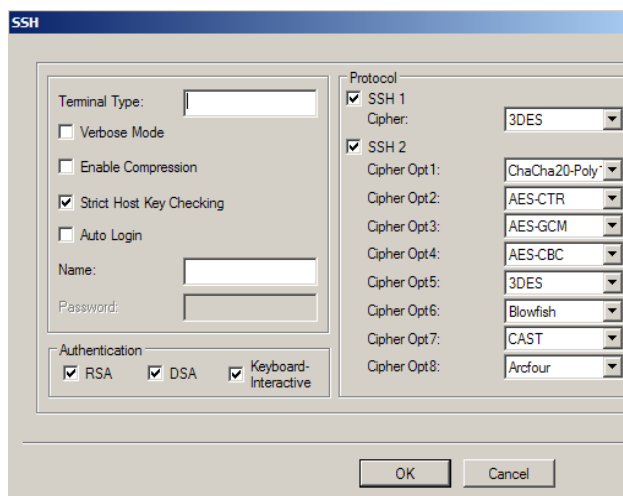 SSH
Terminal Type:
Verbose Mode
Enable Compression
Strict Host Key Checking
Auto Login
Name:
Password:
Authentication
RSA
DSA
Keyboard-
Interactive
Protocol
SSH 1
Cipher: 3DES
SSH 2
Cipher Opt1: ChaCha20-Poly
Cipher Opt2: AES-CTR
Cipher Opt3: AES-GCM
Cipher Opt4: AES-CBC
Cipher Opt5: 3DES
Cipher Opt6: Blowfish
Cipher Opt7: CAST
Cipher Opt8: Arcfour
OK
Cancel